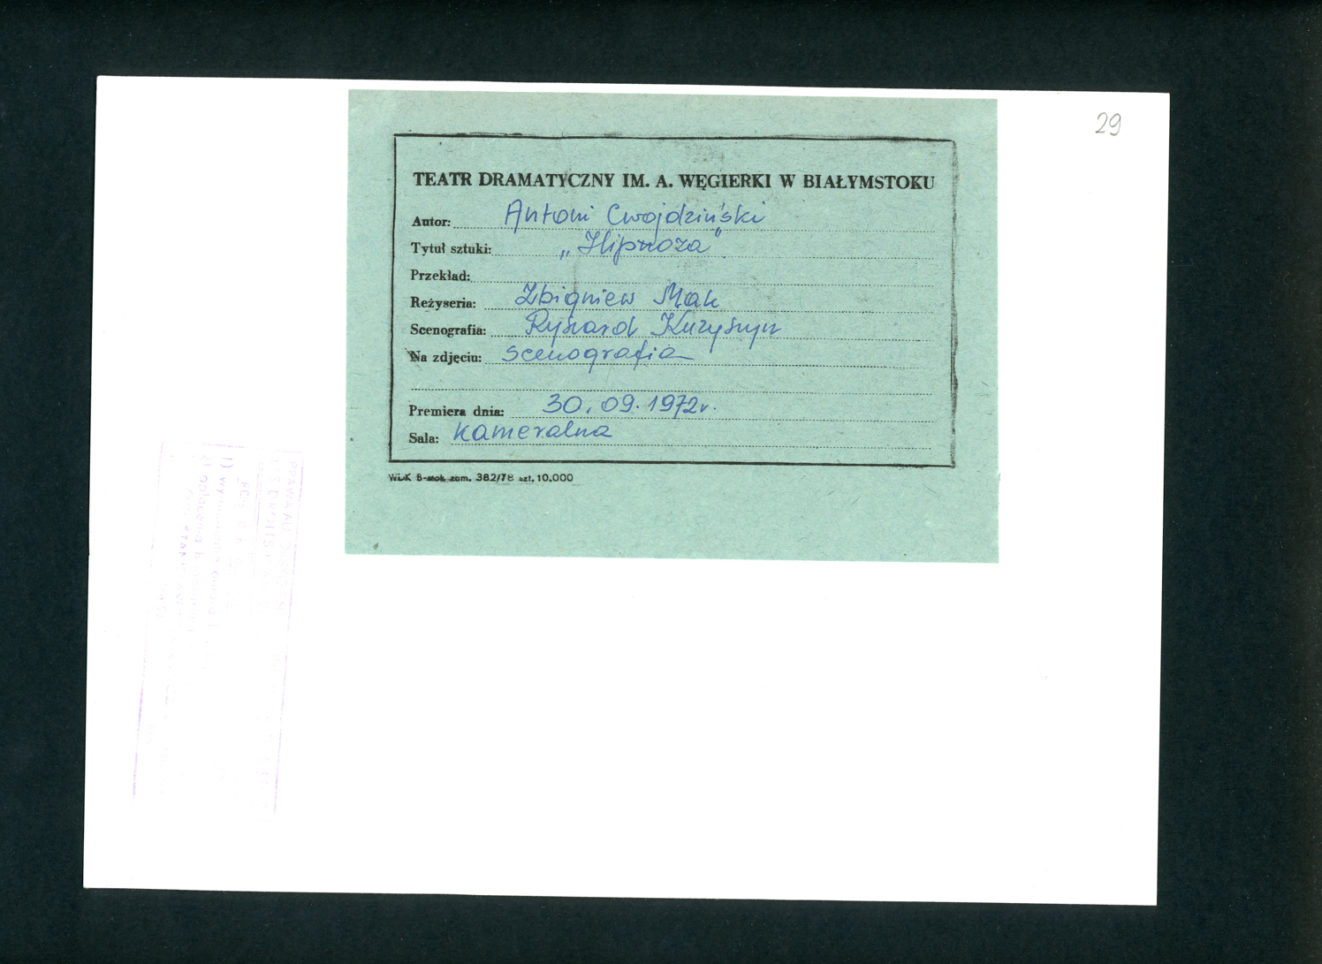 29
TEATR DRAMATYCZNY IM. A. WĘGIERKI W BIAŁYMSTOKU
Autor: Antoni Cwojdziński
Tytuł sztuki: „Hipnoza"
Przekład:
Reżyseria: Zbigniew Mak
Scenografia: Ryszard Kuzyszyn
Na zdjęciu: scenografia
Premiera dnia: 30.09.1972r.
Sala: kameralna
WDK B-stok zam. 382/78 szt. 10.000